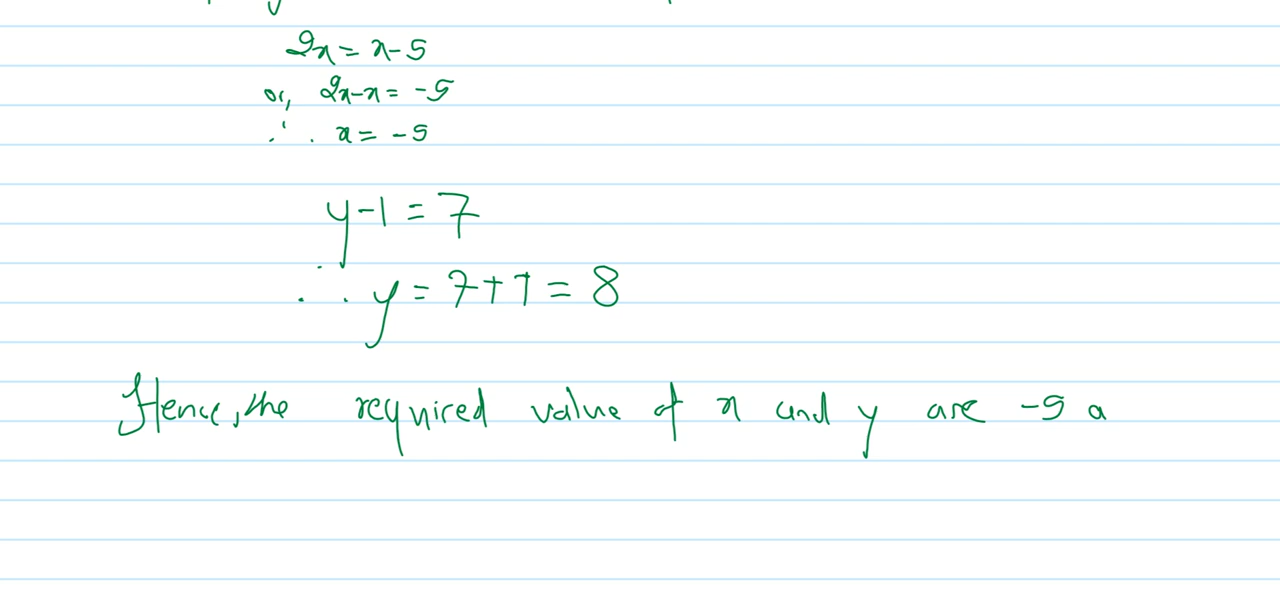 2x = x - 5
or, 2x - x = -5
∴ x = -5
y - 1 = 7
∴ y = 7 + 1 = 8
Hence, the required value of x and y are -5 a